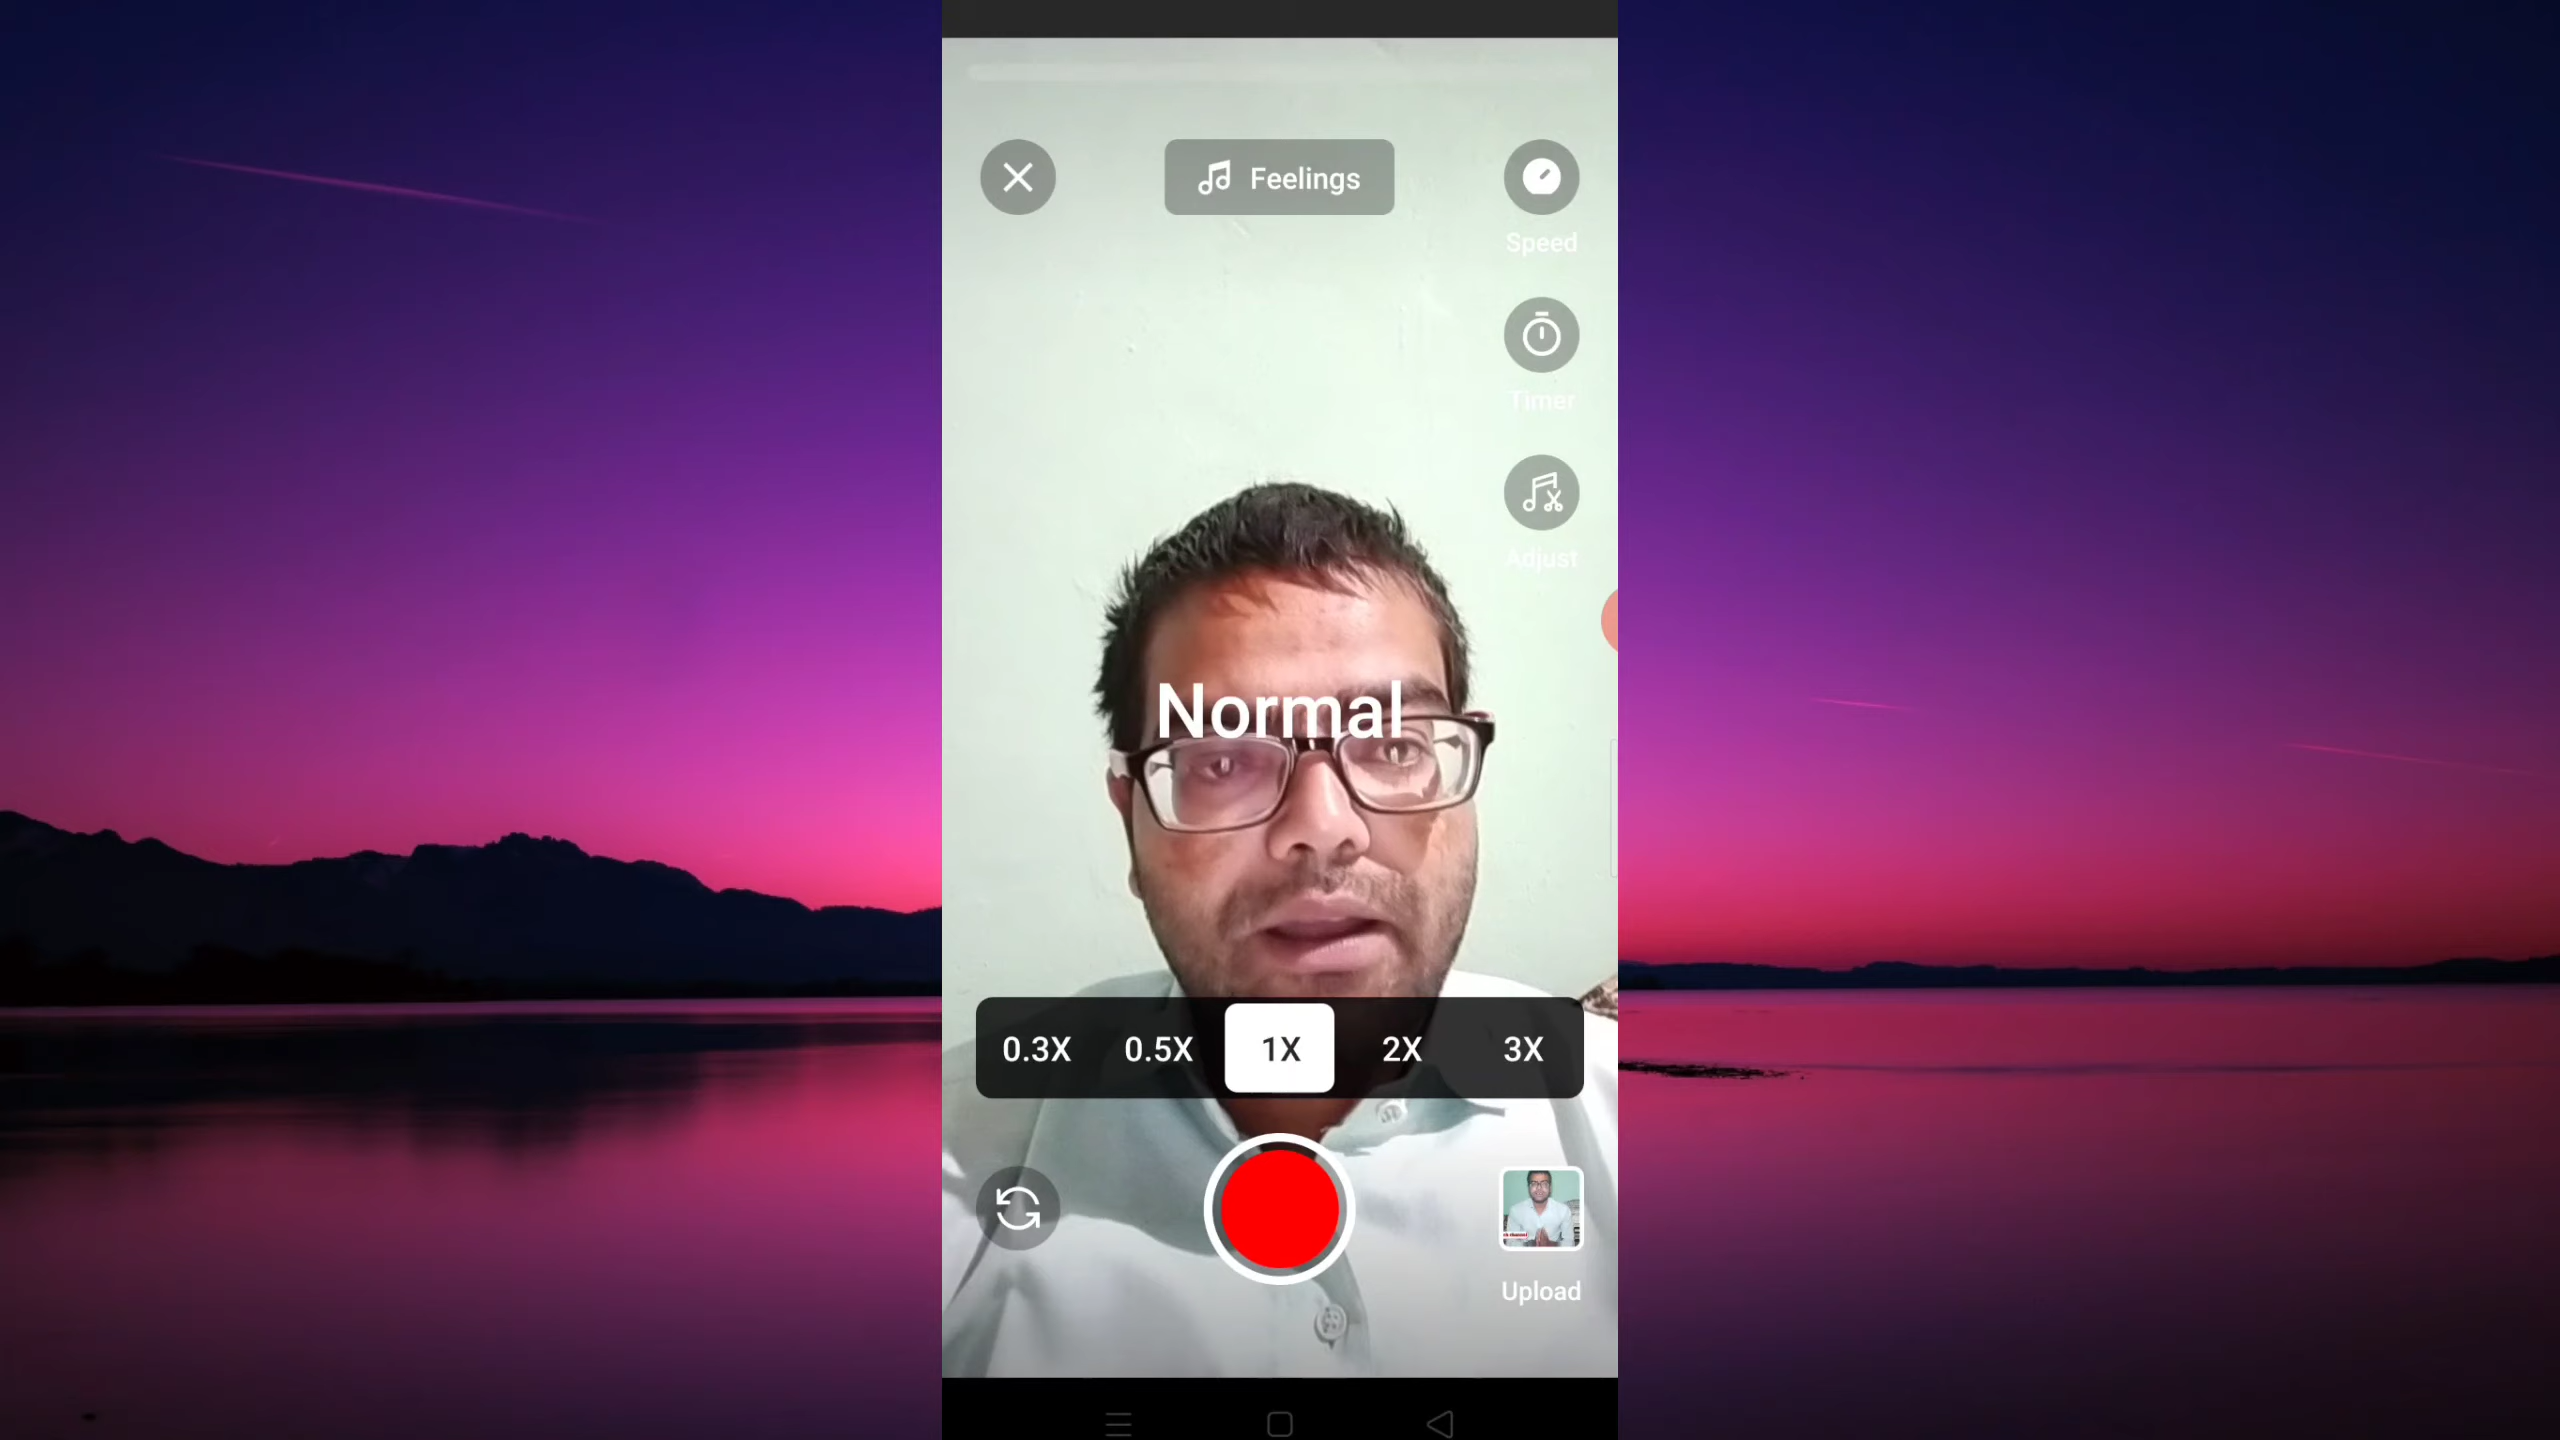 Feelings
Speed
Timer
Adjust
Normal
0.3X 0.5X 1X 2X 3X
Upload